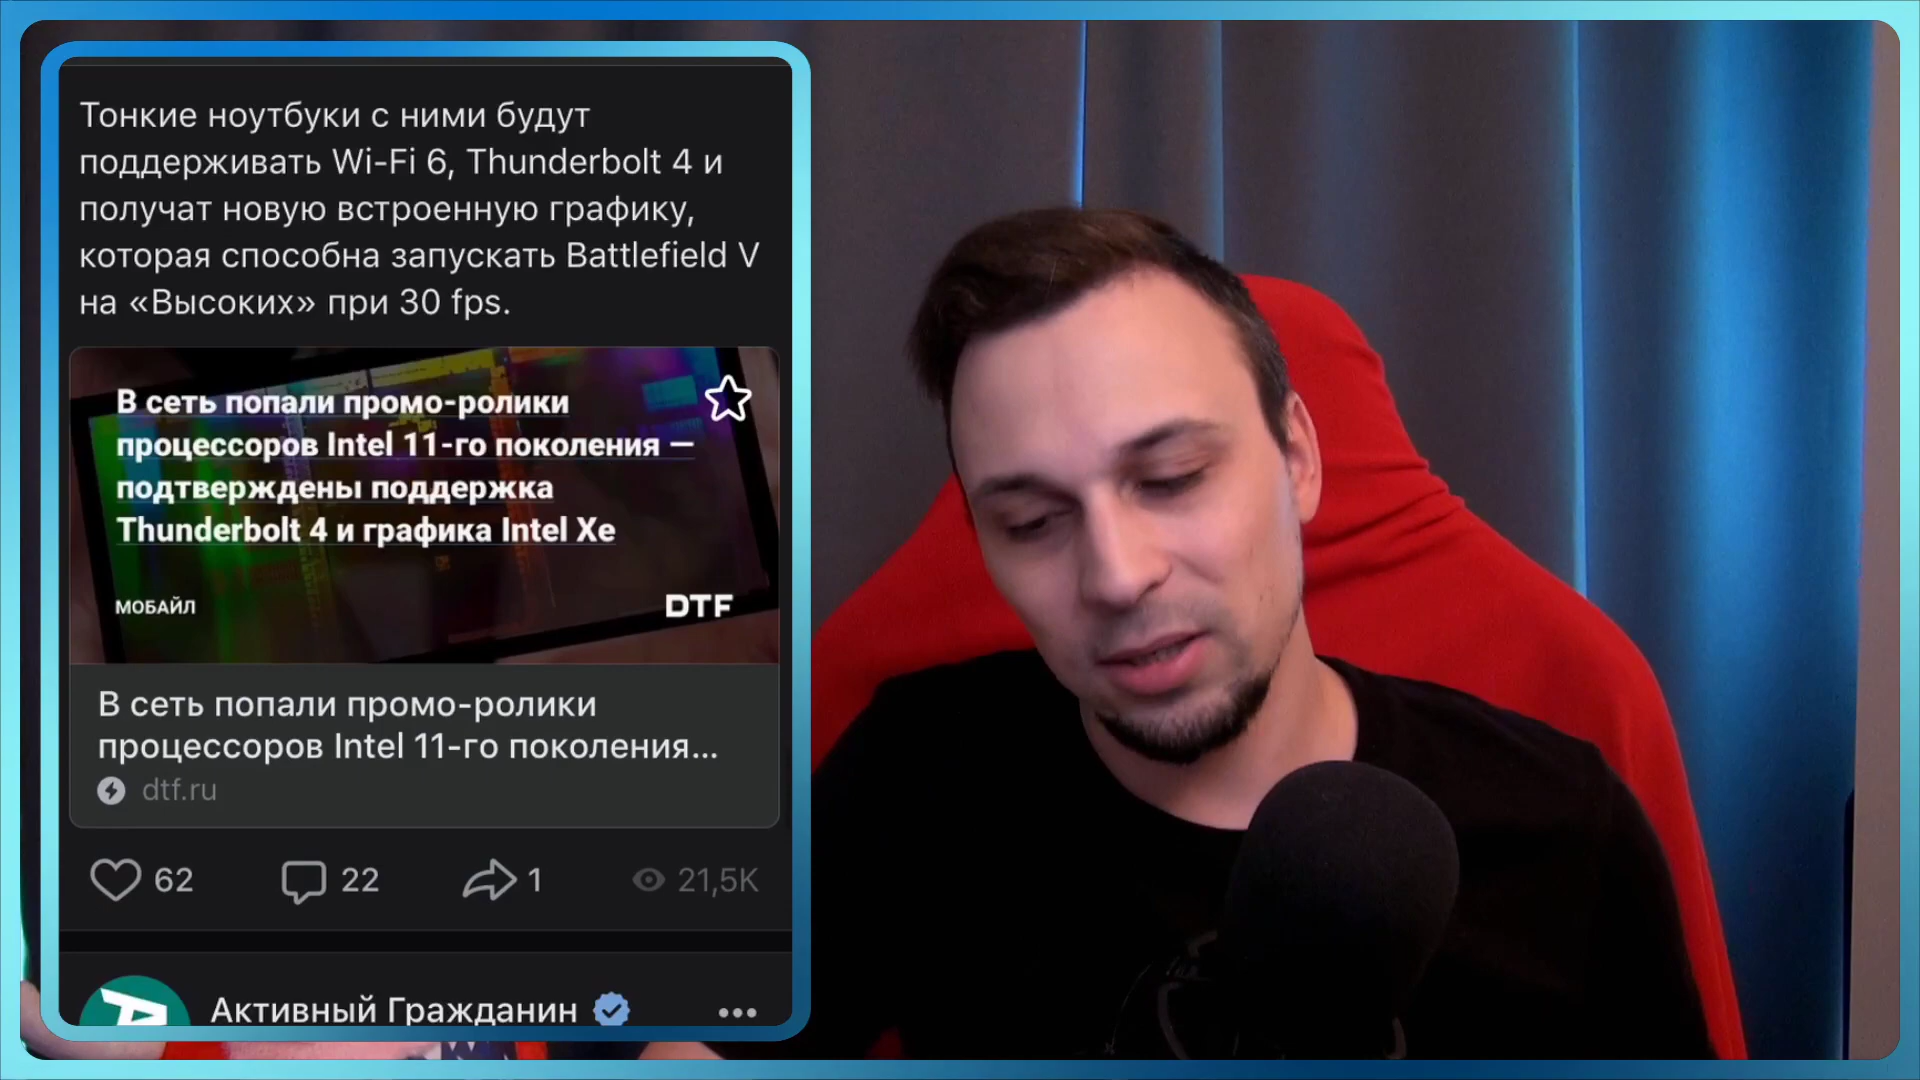 Тонкие ноутбуки с ними будут
поддерживать Wi-Fi 6, Thunderbolt 4 и
получат новую встроенную графику,
которая способна запускать Battlefield V
на «Высоких» при 30 fps.
В сеть попали промо-ролики
процессоров Intel 11-го поколения —
подтверждены поддержка
Thunderbolt 4 и графика Intel Xe
МОБАЙЛ
DTF
В сеть попали промо-ролики
процессоров Intel 11-го поколения...
dtf.ru
62 22 1 21,5K
Активный Гражданин